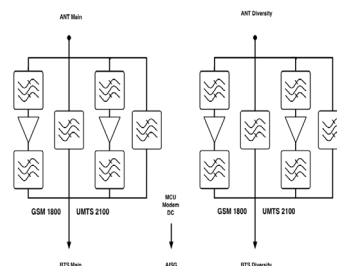 ANT Main
ANT Diversity
MCU
Modem
DC
GSM 1800 UMTS 2100
GSM 1800 UMTS 2100
BTS Main
AISG
BTS Diversity